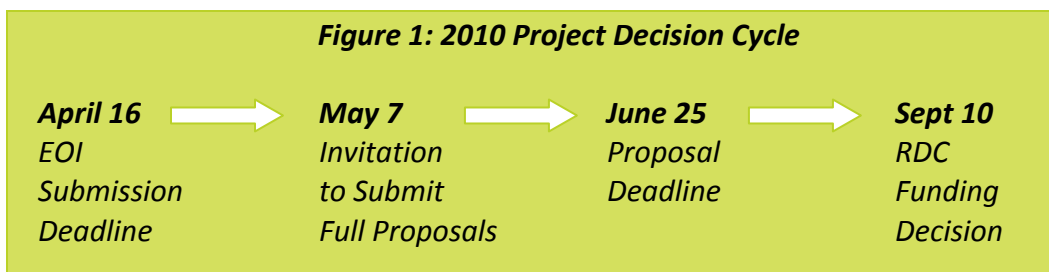 Figure 1: 2010 Project Decision Cycle
April 16
EOI
Submission
Deadline
May 7
Invitation
to Submit
Full Proposals
June 25
Proposal
Deadline
Sept 10
RDC
Funding
Decision